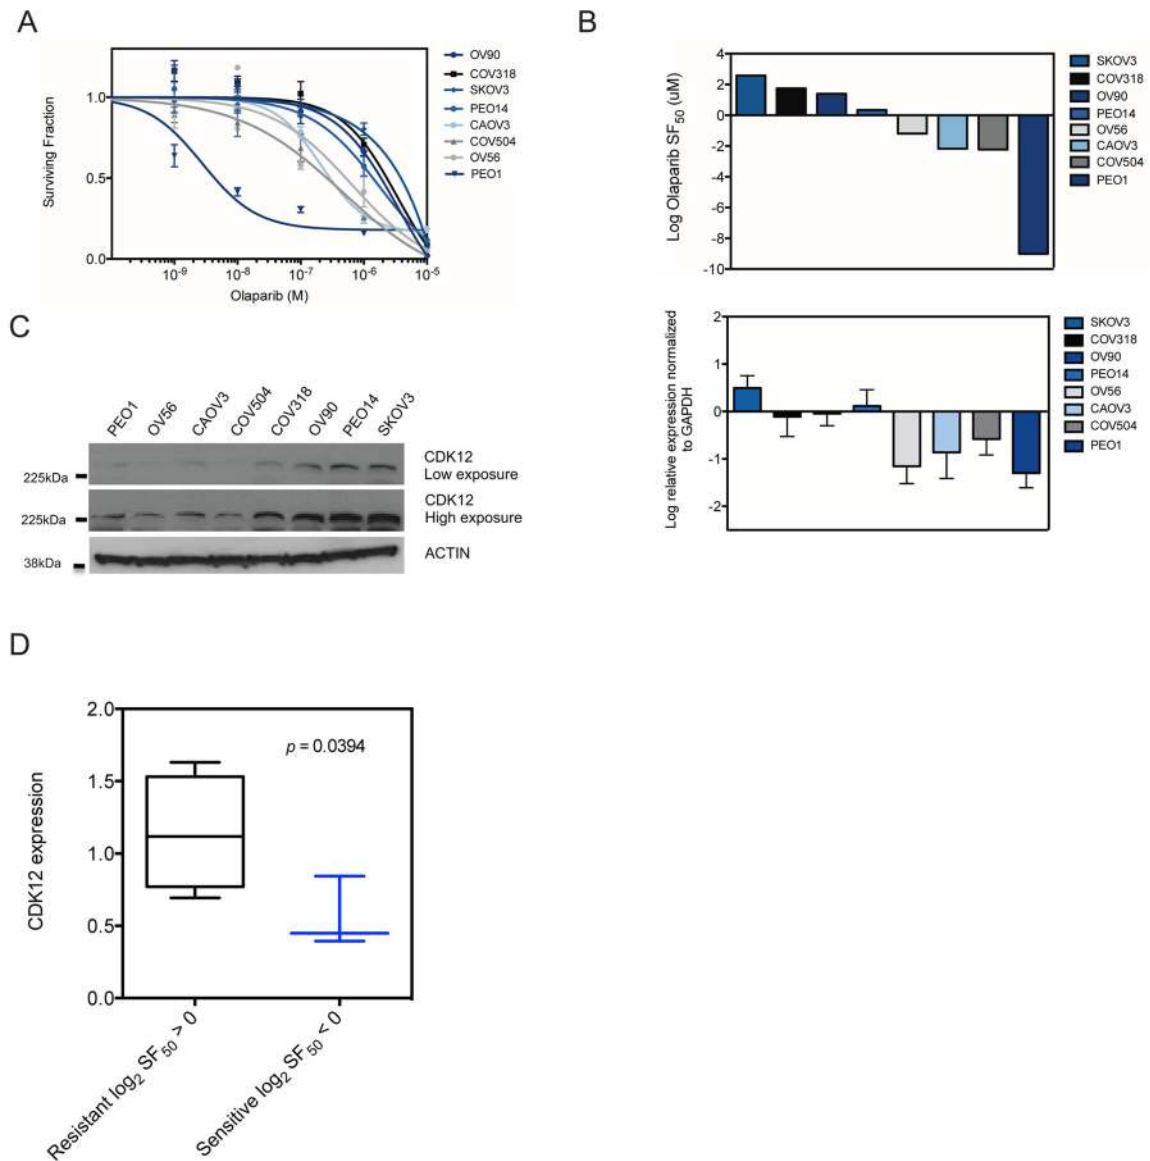 A
OV90
COV318
SKOV3
PEO14
CAOV3
COV504
OV56
PEO1
Surviving Fraction
1.0
0.5
0.0
10-9
10-8
10-7
10-6
10-5
Olaparib (M)
B
Log Olaparib SF50 (uM)
4
2
0
-2
-4
-6
-8
-10
SKOV3
COV318
OV90
PEO14
OV56
CAOV3
COV504
PEO1
Log relative expression normalized
to GAPDH
2
1
0
-1
-2
SKOV3
COV318
OV90
PEO14
OV56
CAOV3
COV504
PEO1
C
PEO1
OV56
CAOV3
COV504
COV318
OV90
PEO14
SKOV3
225kDa
CDK12
Low exposure
225kDa
CDK12
High exposure
38kDa
ACTIN
D
CDK12 expression
2.0
1.5
1.0
0.5
0.0
p = 0.0394
Resistant log2 SF50 > 0
Sensitive log2 SF50 < 0